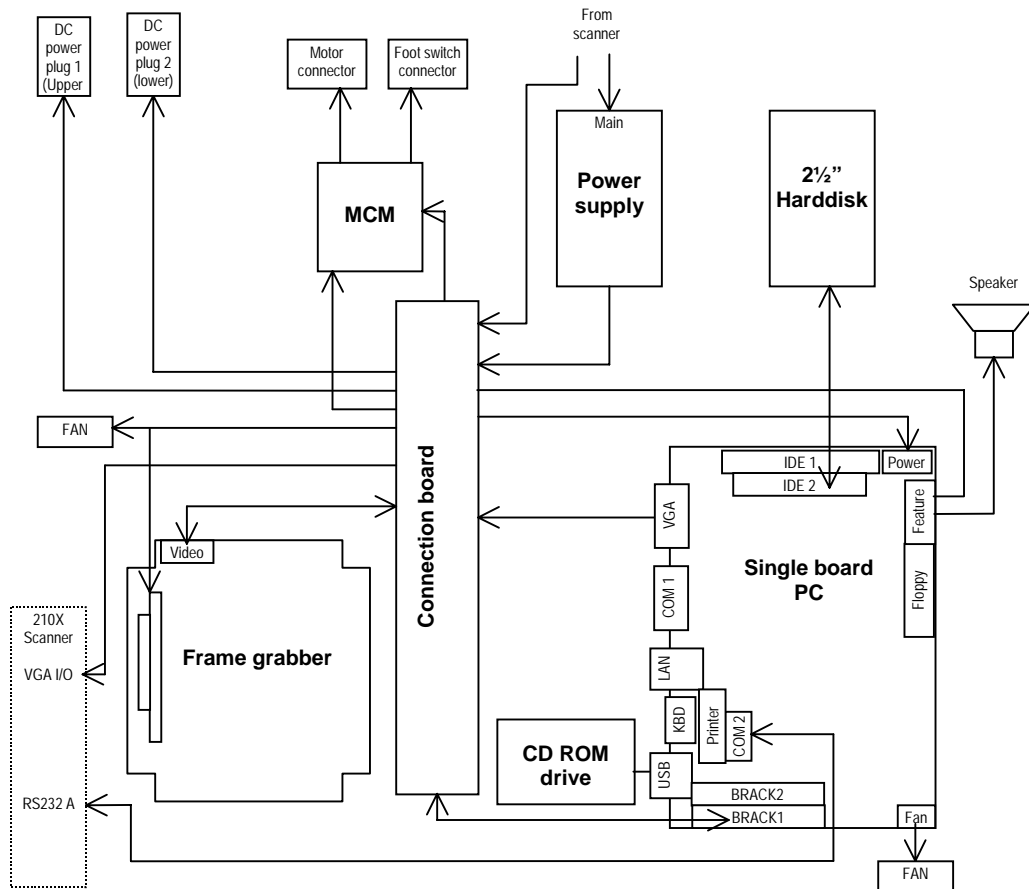 DC
power
plug 1
(Upper
DC
power
plug 2
(lower)
Motor
connector
Foot switch
connector
From
scanner
Main
Power
supply
2½”
Harddisk
MCM
Speaker
FAN
Connection board
IDE 1
Power
IDE 2
VGA
Feature
Video
Single board
PC
COM 1
Floppy
210X
Scanner
Frame grabber
VGA I/O
LAN
KBD
Printer
COM 2
CD ROM
drive
USB
BRACK2
RS232 A
BRACK1
Fan
FAN